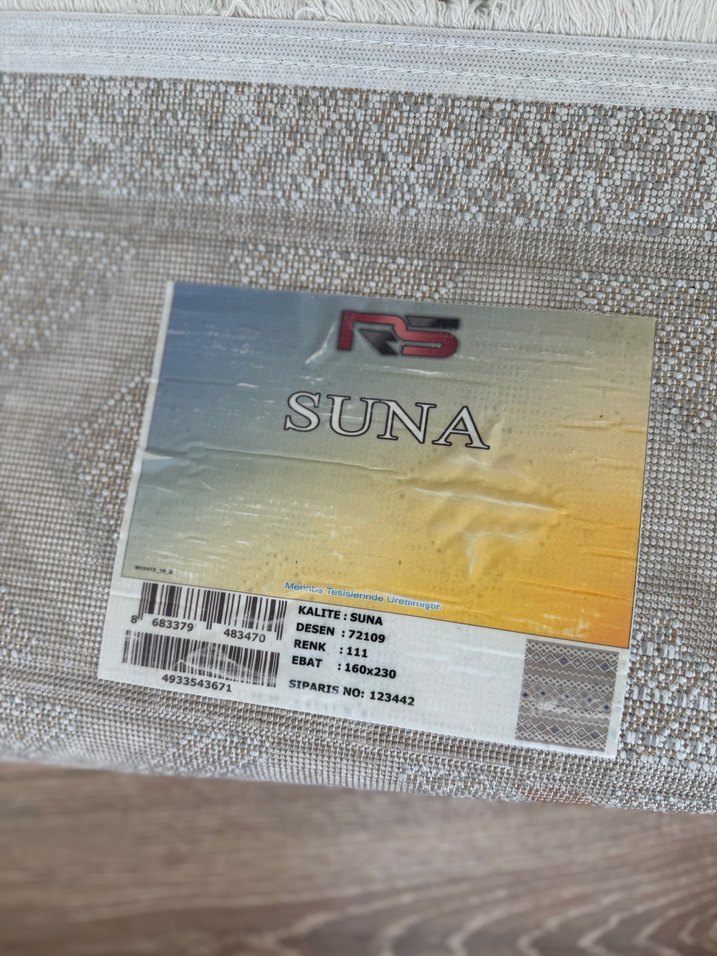 RS
SUNA
Merinos Tesislerinde Üretilmiştir.
8 683379 483470
4933543671
KALITE : SUNA
DESEN : 72109
RENK : 111
EBAT : 160x230
SIPARIS NO: 123442